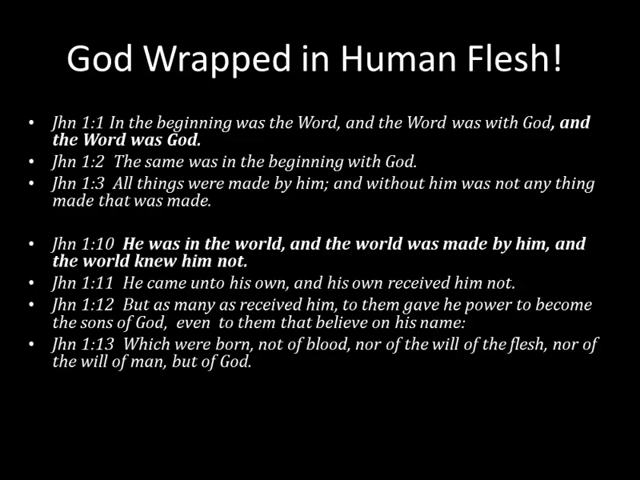 God Wrapped in Human Flesh!
• Jhn 1:1 In the beginning was the Word, and the Word was with God, and
the Word was God.
• Jhn 1:2 The same was in the beginning with God.
• Jhn 1:3 All things were made by him; and without him was not any thing
made that was made.
• Jhn 1:10 He was in the world, and the world was made by him, and
the world knew him not.
• Jhn 1:11 He came unto his own, and his own received him not.
• Jhn 1:12 But as many as received him, to them gave he power to become
the sons of God, even to them that believe on his name:
• Jhn 1:13 Which were born, not of blood, nor of the will of the flesh, nor of
the will of man, but of God.